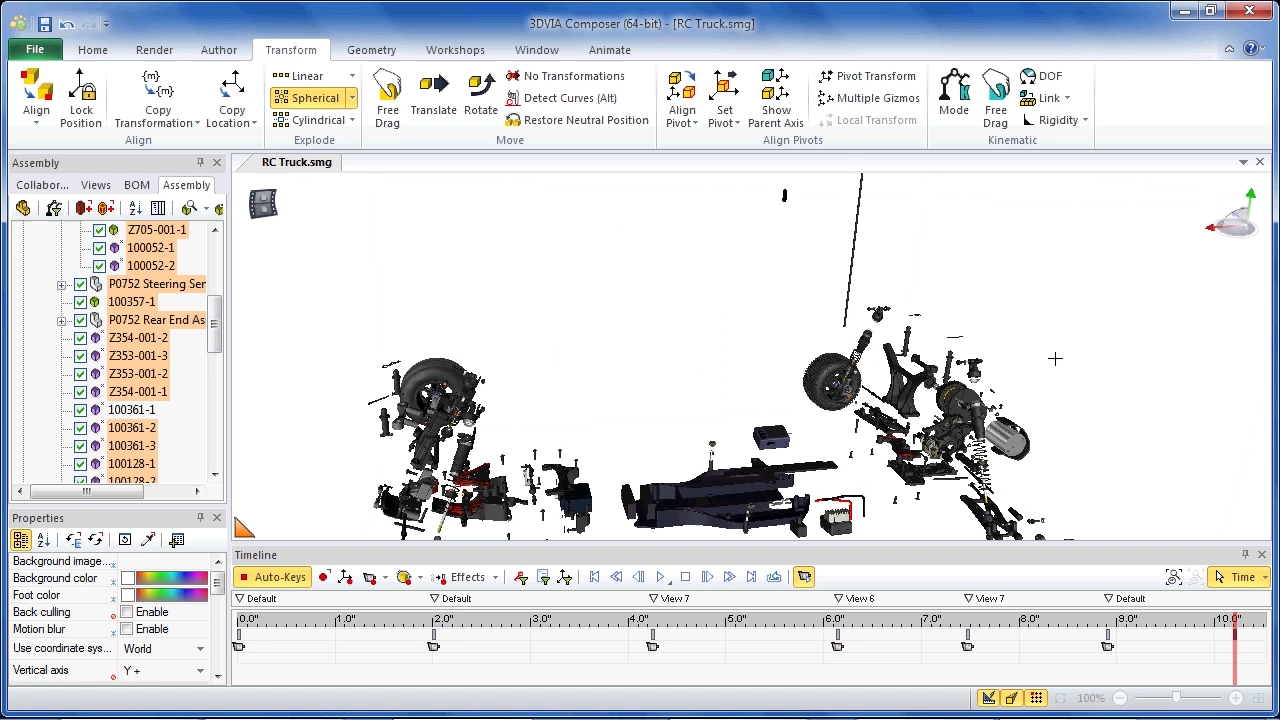 3DVIA Composer (64-bit) - [RC Truck.smg]
File Home Render Author Transform Geometry Workshops Window Animate
Align
Lock Position
Copy Transformation
Copy Location
Align
Linear
Spherical
Cylindrical
Explode
Free Drag
Translate
Rotate
No Transformations
Detect Curves (Alt)
Restore Neutral Position
Move
Align Pivot
Set Pivot
Show Parent Axis
Pivot Transform
Multiple Gizmos
Local Transform
Align Pivots
Mode
Free Drag
DOF
Link
Rigidity
Kinematic
Assembly
Collabor... Views BOM Assembly
Z705-001-1
100052-1
100052-2
P0752 Steering Ser
100357-1
P0752 Rear End As
Z354-001-2
Z353-001-3
Z353-001-2
Z354-001-1
100361-1
100361-2
100361-3
100128-1
100128-2
RC Truck.smg
Properties
Background image...
Background color
Foot color
Back culling Enable
Motion blur Enable
Use coordinate sys... World
Vertical axis Y +
Timeline
Auto-Keys Effects Time
Default Default View 7 View 6 View 7 Default
0.0" 1.0" 2.0" 3.0" 4.0" 5.0" 6.0" 7.0" 8.0" 9.0" 10.0"
100%